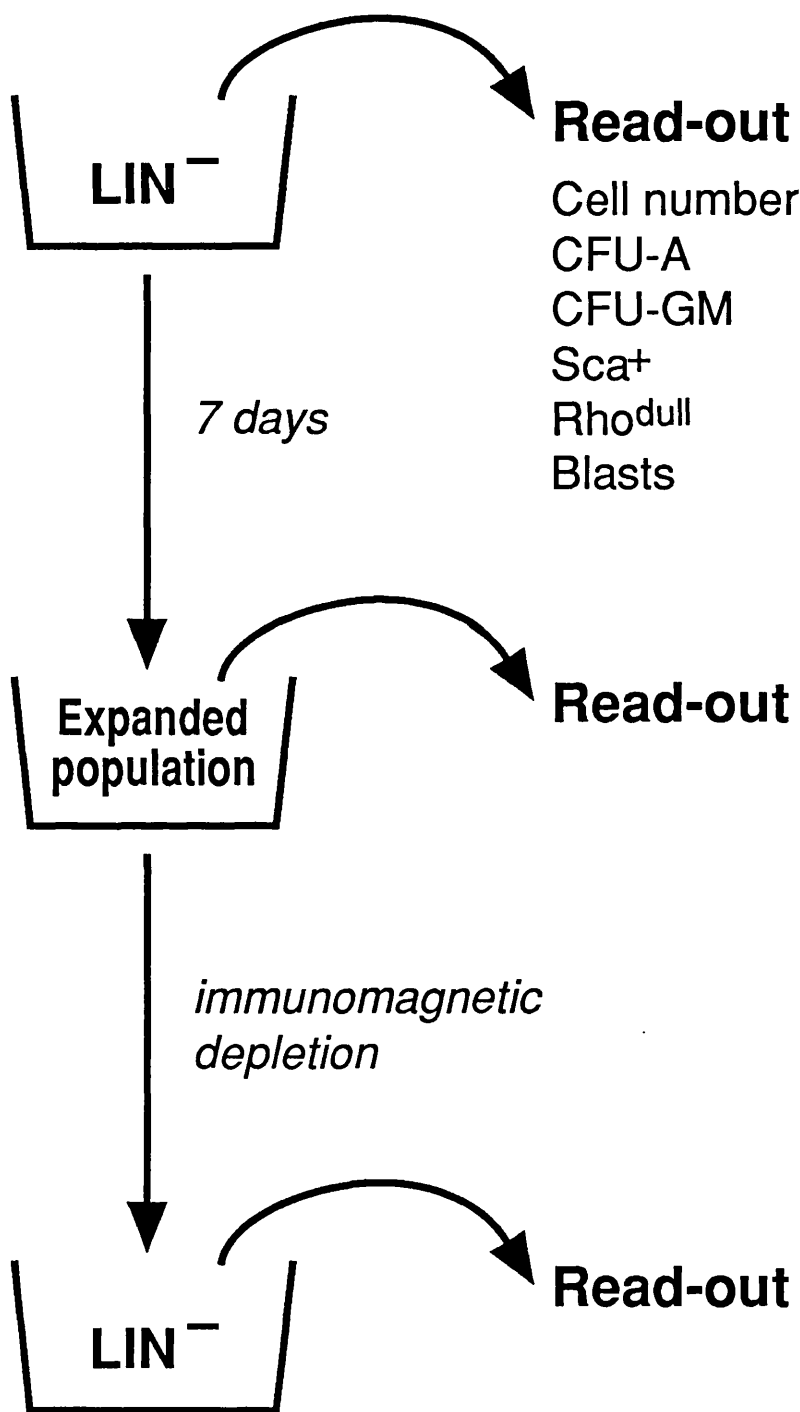 LIN⁻
Read-out
Cell number
CFU-A
CFU-GM
Sca⁺
Rhoᵈᵘˡˡ
Blasts
7 days
Expanded
population
Read-out
immunomagnetic
depletion
LIN⁻
Read-out